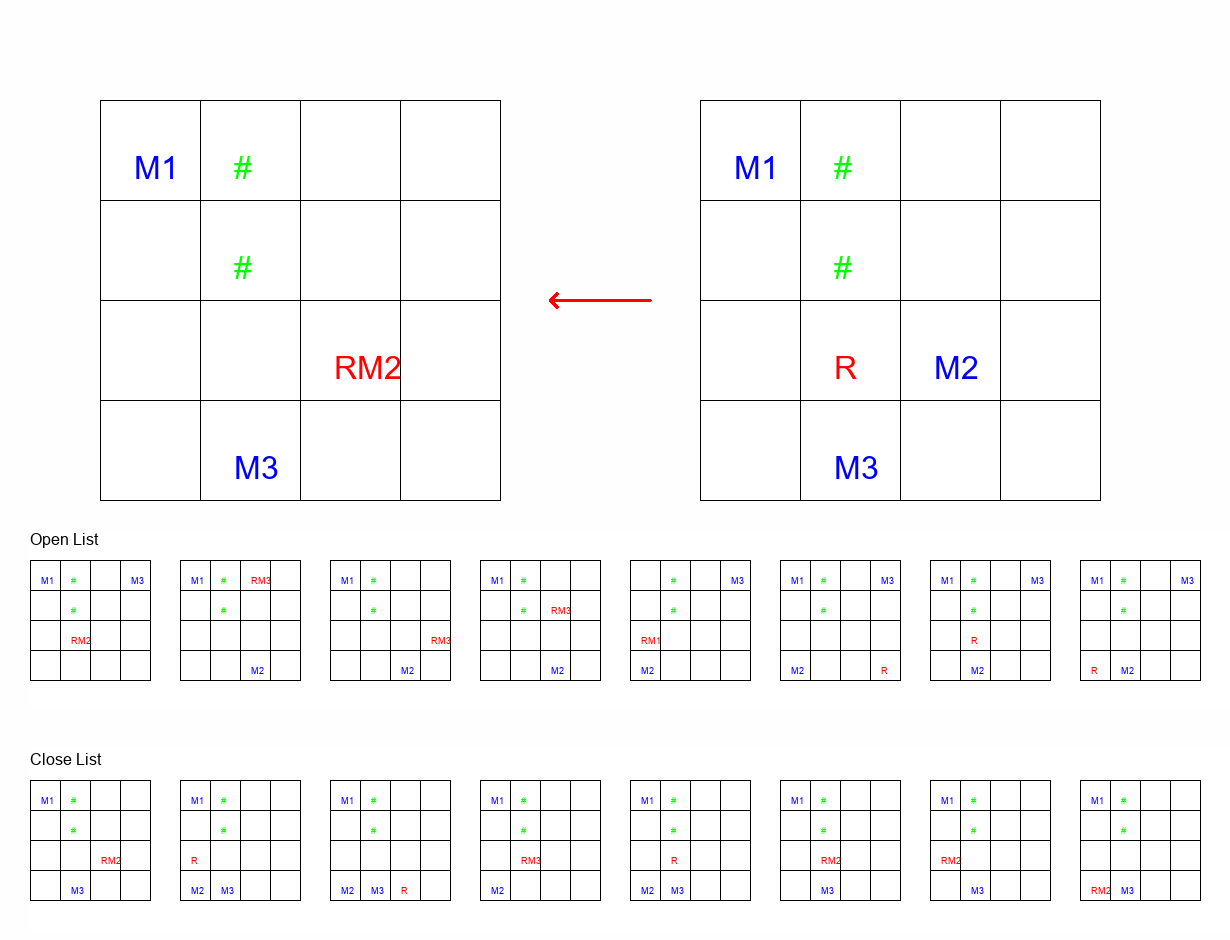 M1 # M1 #
# #
RM2 R M2
M3 M3
Open List
M1 # M3 M1 # RM3 M1 # M1 # # M3 M1 # M3 M1 # M3 M1 # M3
# # # # RM3 # # # #
RM2 RM3 RM1 R
M2 M2 M2 M2 M2 R M2 R M2
Close List
M1 # M1 # M1 # M1 # M1 # M1 # M1 # M1 #
# # # # # # # #
RM2 R RM3 R RM2 RM2
M3 M2 M3 M2 M3 R M2 M2 M3 M3 M3 RM2 M3